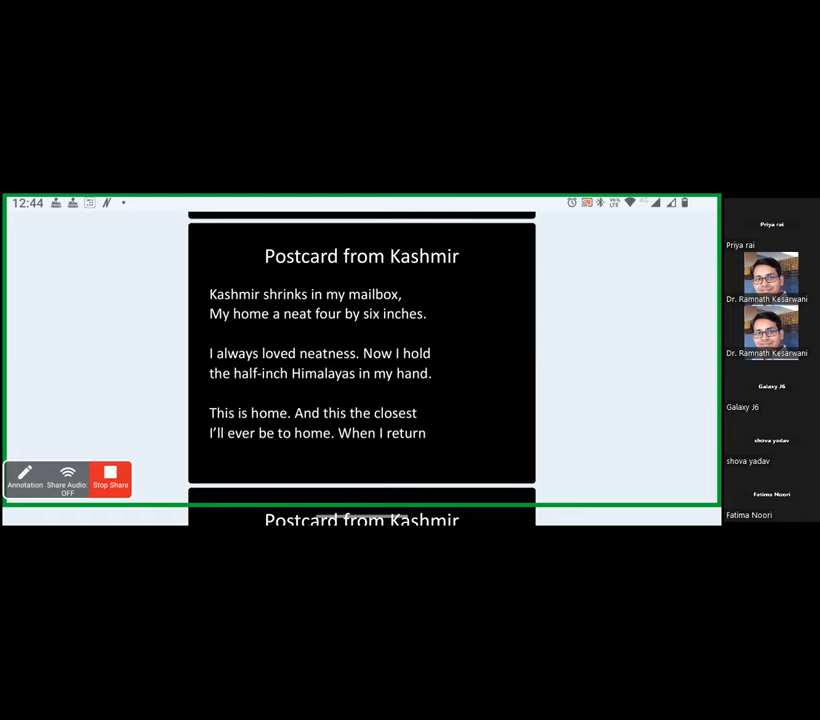 12:44
Postcard from Kashmir
Kashmir shrinks in my mailbox,
My home a neat four by six inches.
I always loved neatness. Now I hold
the half-inch Himalayas in my hand.
This is home. And this the closest
I'll ever be to home. When I return
Postcard from Kashmir
Annotation
Share Audio: OFF
Stop Share
Priya rai
Priya rai
Dr. Ramnath Kesarwani
Dr. Ramnath Kesarwani
Galaxy J6
Galaxy J6
shova yadav
shova yadav
Fatima Noori
Fatima Noori